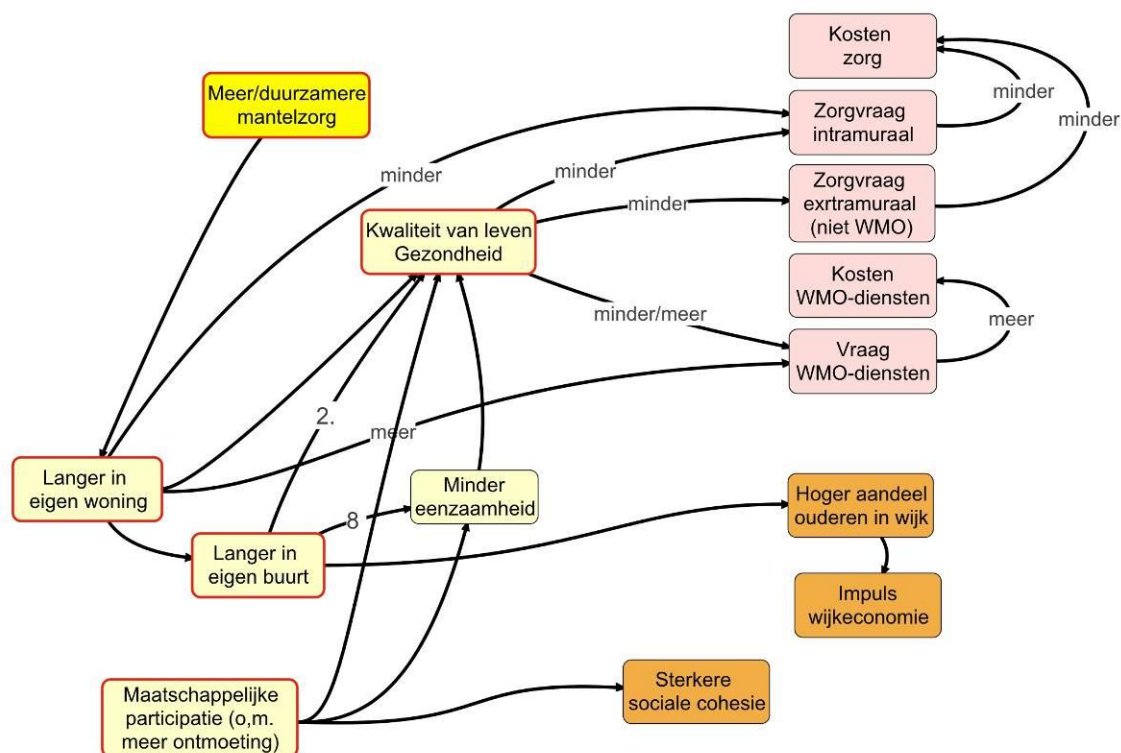 Kosten
zorg
Meer/duurzamere
mantelzorg
minder
Zorgvraag
intramuraal
minder
minder
minder
Zorgvraag
exrtramuraal
(niet WMO)
minder
Kwaliteit van leven
Gezondheid
Kosten
WMO-diensten
minder/meer
meer
Vraag
WMO-diensten
2.
meer
Langer in
eigen woning
Minder
eenzaamheid
Hoger aandeel
ouderen in wijk
8
Langer in
eigen buurt
Impuls
wijkeconomie
Maatschappelijke
participatie (o,m.
meer ontmoeting)
Sterkere
sociale cohesie